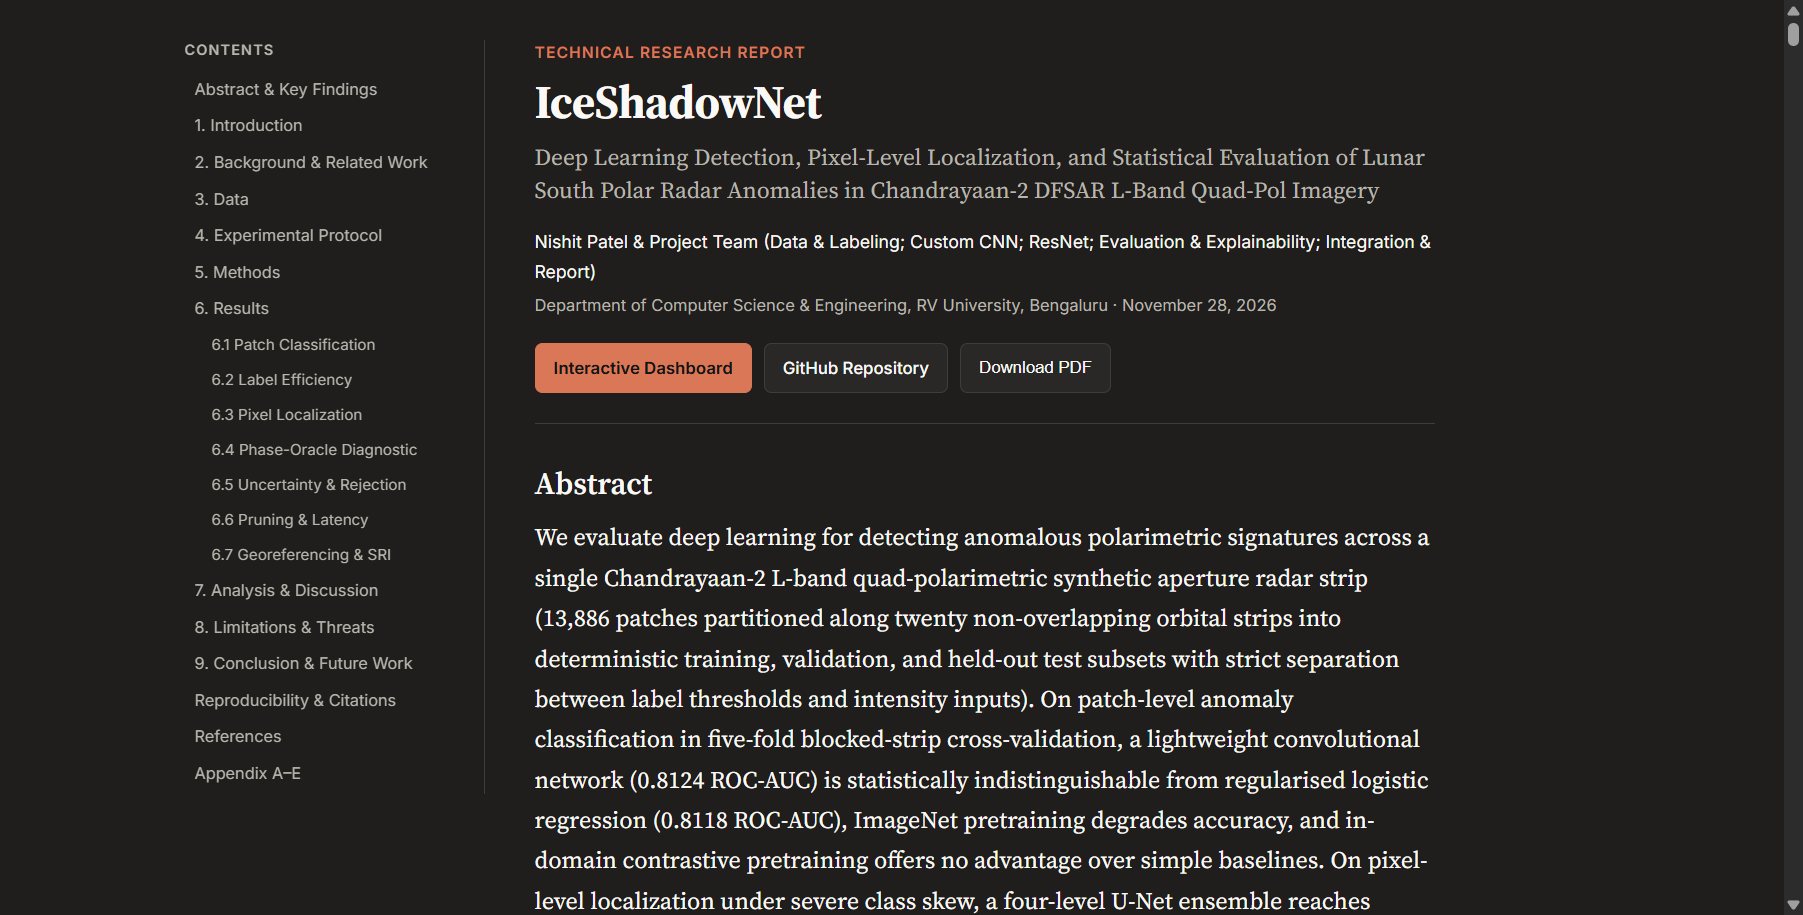 CONTENTS
Abstract & Key Findings
1. Introduction
2. Background & Related Work
3. Data
4. Experimental Protocol
5. Methods
6. Results
6.1 Patch Classification
6.2 Label Efficiency
6.3 Pixel Localization
6.4 Phase-Oracle Diagnostic
6.5 Uncertainty & Rejection
6.6 Pruning & Latency
6.7 Georeferencing & SRI
7. Analysis & Discussion
8. Limitations & Threats
9. Conclusion & Future Work
Reproducibility & Citations
References
Appendix A–E
TECHNICAL RESEARCH REPORT
IceShadowNet
Deep Learning Detection, Pixel-Level Localization, and Statistical Evaluation of Lunar
South Polar Radar Anomalies in Chandrayaan-2 DFSAR L-Band Quad-Pol Imagery
Nishit Patel & Project Team (Data & Labeling; Custom CNN; ResNet; Evaluation & Explainability; Integration &
Report)
Department of Computer Science & Engineering, RV University, Bengaluru · November 28, 2026
Interactive Dashboard
GitHub Repository
Download PDF
Abstract
We evaluate deep learning for detecting anomalous polarimetric signatures across a
single Chandrayaan-2 L-band quad-polarimetric synthetic aperture radar strip
(13,886 patches partitioned along twenty non-overlapping orbital strips into
deterministic training, validation, and held-out test subsets with strict separation
between label thresholds and intensity inputs). On patch-level anomaly
classification in five-fold blocked-strip cross-validation, a lightweight convolutional
network (0.8124 ROC-AUC) is statistically indistinguishable from regularised logistic
regression (0.8118 ROC-AUC), ImageNet pretraining degrades accuracy, and in-
domain contrastive pretraining offers no advantage over simple baselines. On pixel-
level localization under severe class skew, a four-level U-Net ensemble reaches